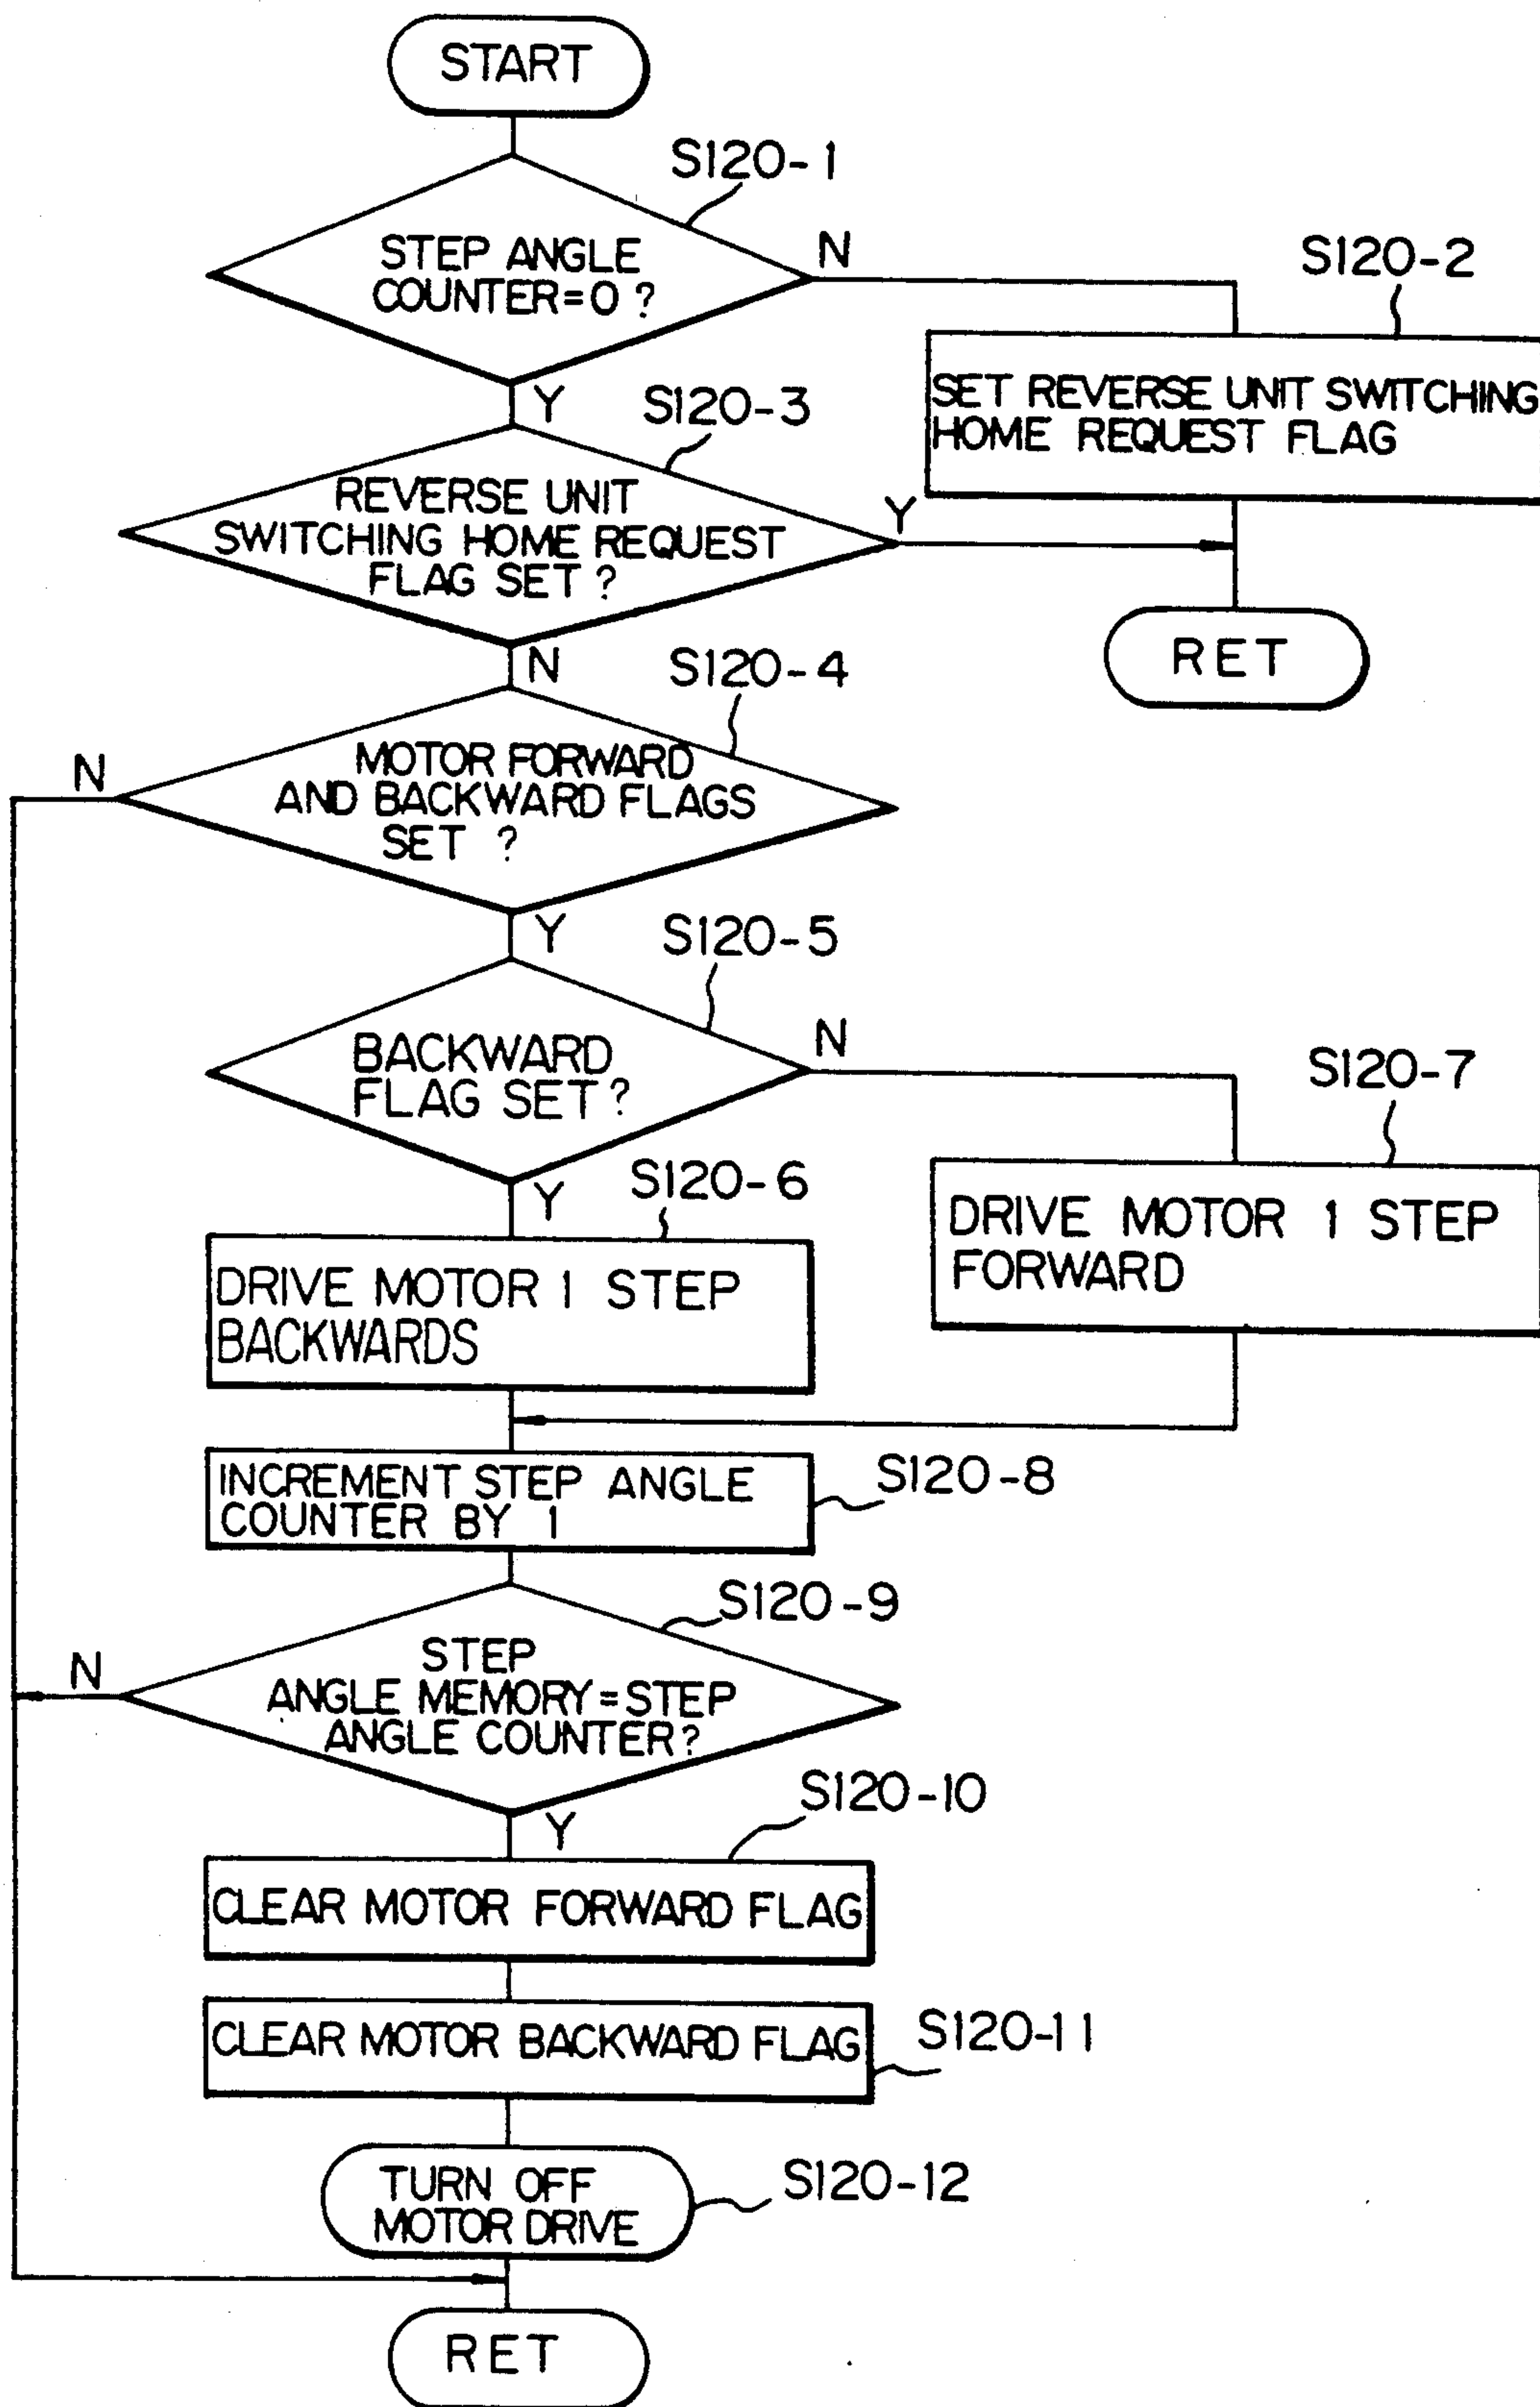 START
S120-1
STEP ANGLE
COUNTER=0 ?
N
S120-2
SET REVERSE UNIT SWITCHING
HOME REQUEST FLAG
Y
S120-3
REVERSE UNIT
SWITCHING HOME REQUEST
FLAG SET ?
Y
RET
N
S120-4
MOTOR FORWARD
AND BACKWARD FLAGS
SET ?
N
Y
S120-5
BACKWARD
FLAG SET ?
N
S120-7
DRIVE MOTOR 1 STEP
FORWARD
Y
S120-6
DRIVE MOTOR 1 STEP
BACKWARDS
INCREMENT STEP ANGLE
COUNTER BY 1
S120-8
S120-9
STEP
ANGLE MEMORY=STEP
ANGLE COUNTER?
N
Y
S120-10
CLEAR MOTOR FORWARD FLAG
CLEAR MOTOR BACKWARD FLAG
S120-11
TURN OFF
MOTOR DRIVE
S120-12
RET